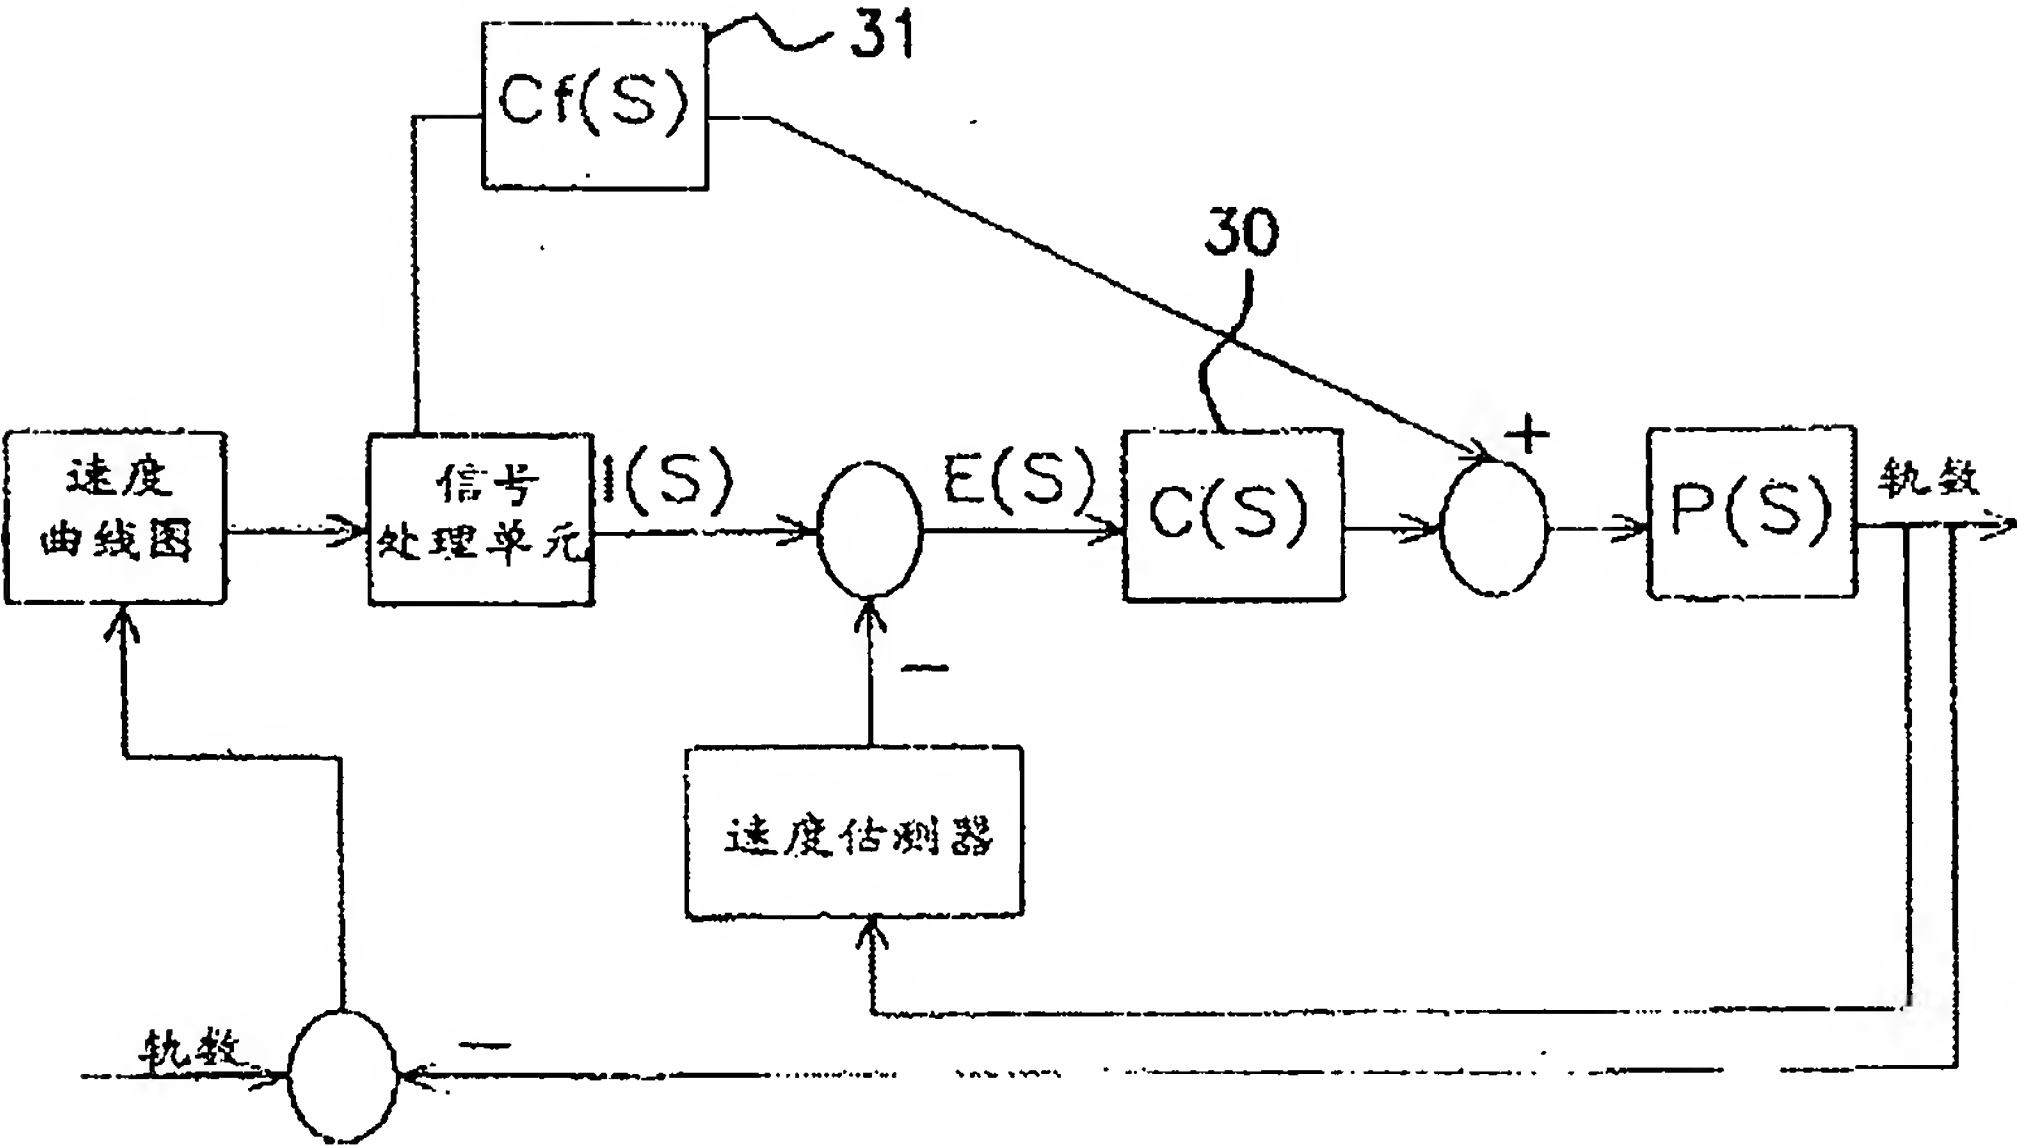 31
Cf(S)
30
+
速度
曲线图
信号
处理单元
I(S)
E(S)
C(S)
P(S)
轨数
−
速度估测器
轨数
−